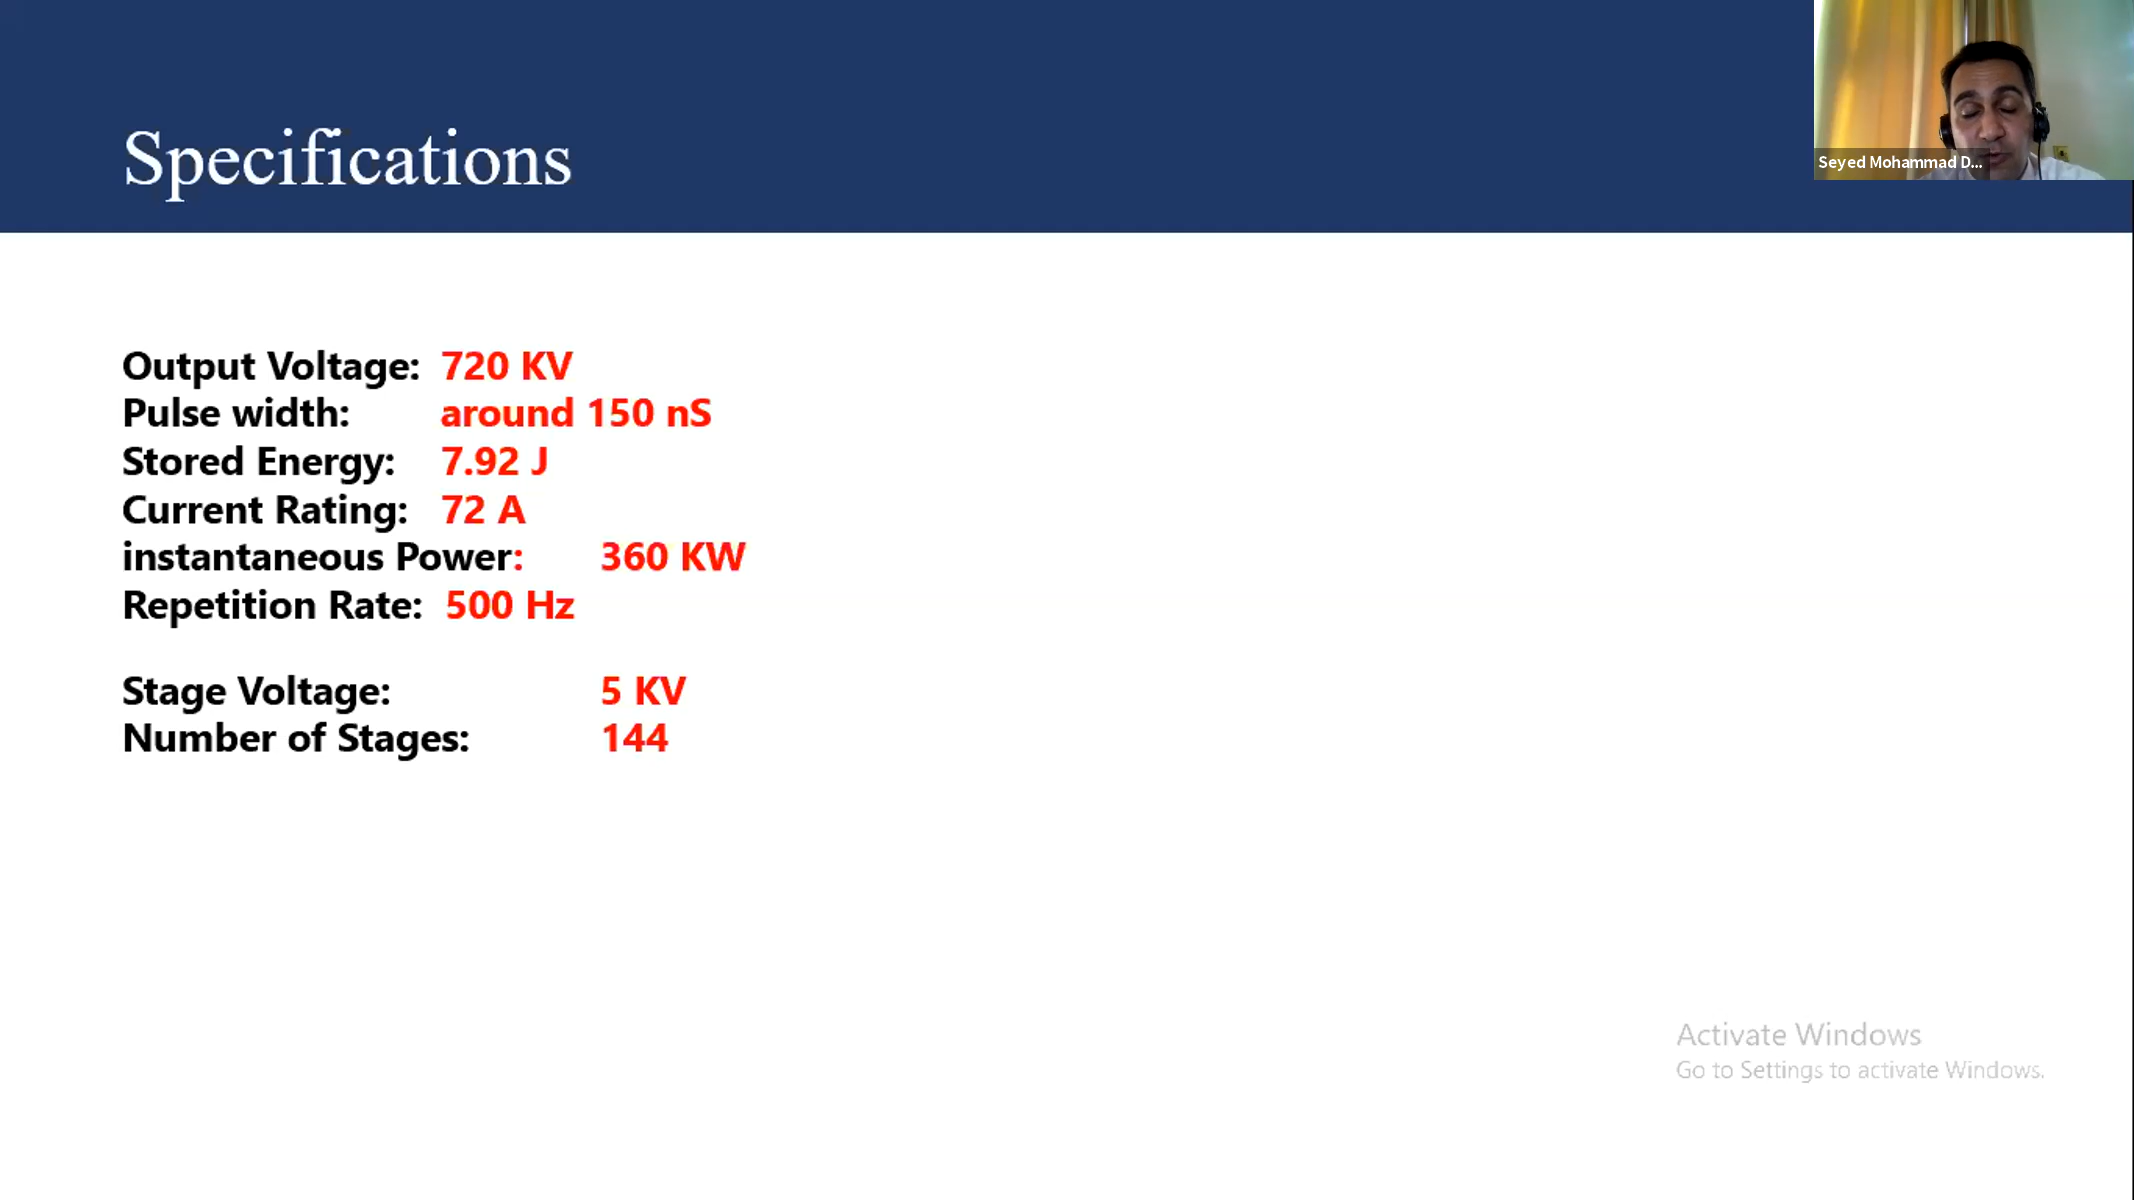 Specifications
Seyed Mohammad D...
Output Voltage: 720 KV
Pulse width: around 150 nS
Stored Energy: 7.92 J
Current Rating: 72 A
instantaneous Power: 360 KW
Repetition Rate: 500 Hz
Stage Voltage: 5 KV
Number of Stages: 144
Activate Windows
Go to Settings to activate Windows.